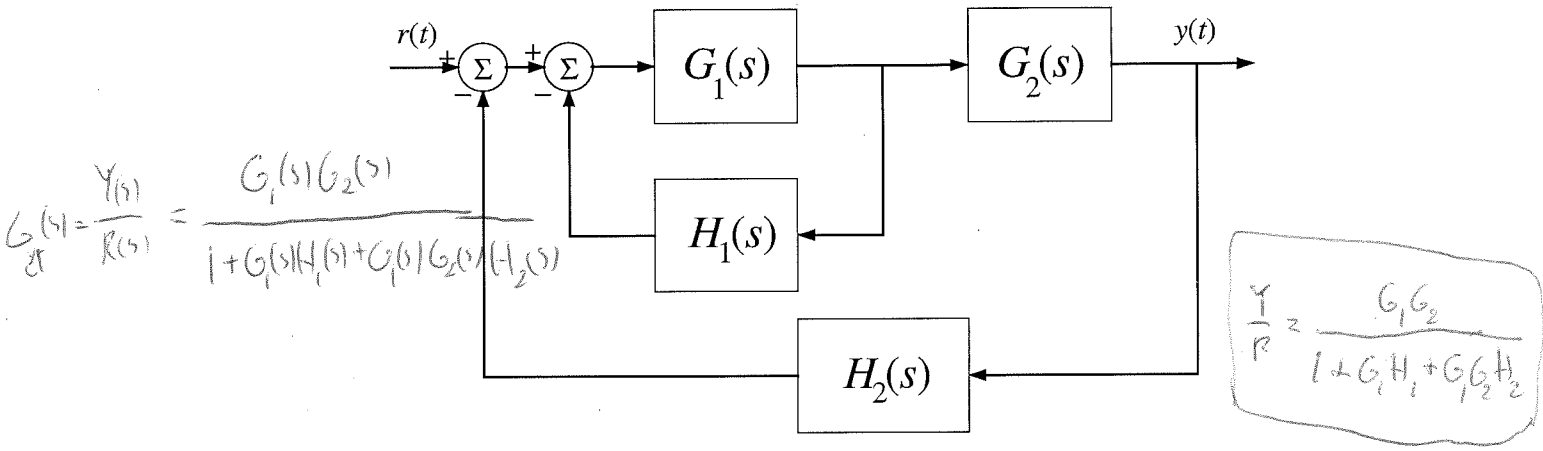 r(t)
+
Σ
−
+
Σ
−
G₁(s)
G₂(s)
y(t)
H₁(s)
H₂(s)
Y(s)/R(s) = G₁(s)G₂(s) / 1+G₁(s)H₁(s)+G₁(s)G₂(s)H₂(s)
Y/R = G₁G₂ / 1+G₁H₁+G₁G₂H₂